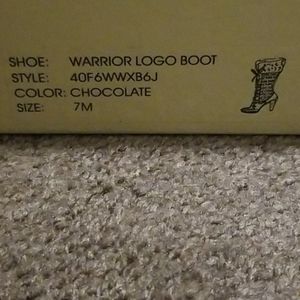 SHOE: WARRIOR LOGO BOOT
STYLE: 40F6WWXB6J
COLOR: CHOCOLATE
SIZE: 7M